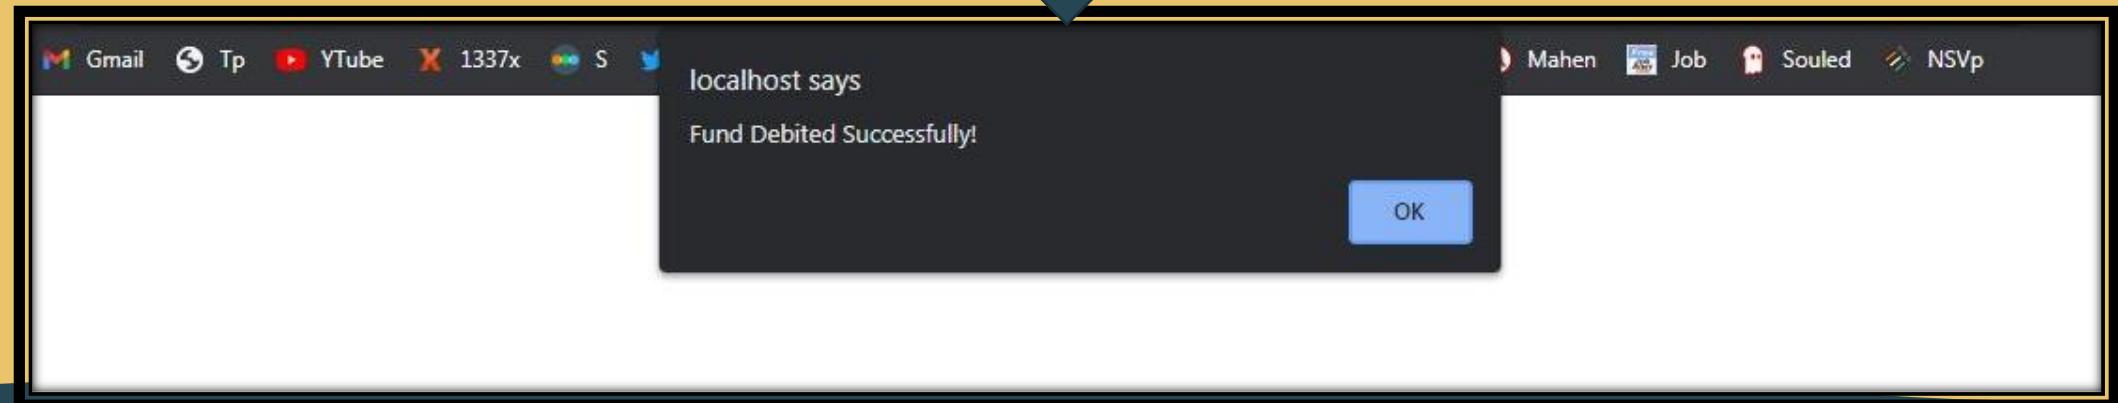 Gmail Tp YTube 1337x S Mahen Job Souled NSVp
localhost says
Fund Debited Successfully!
OK